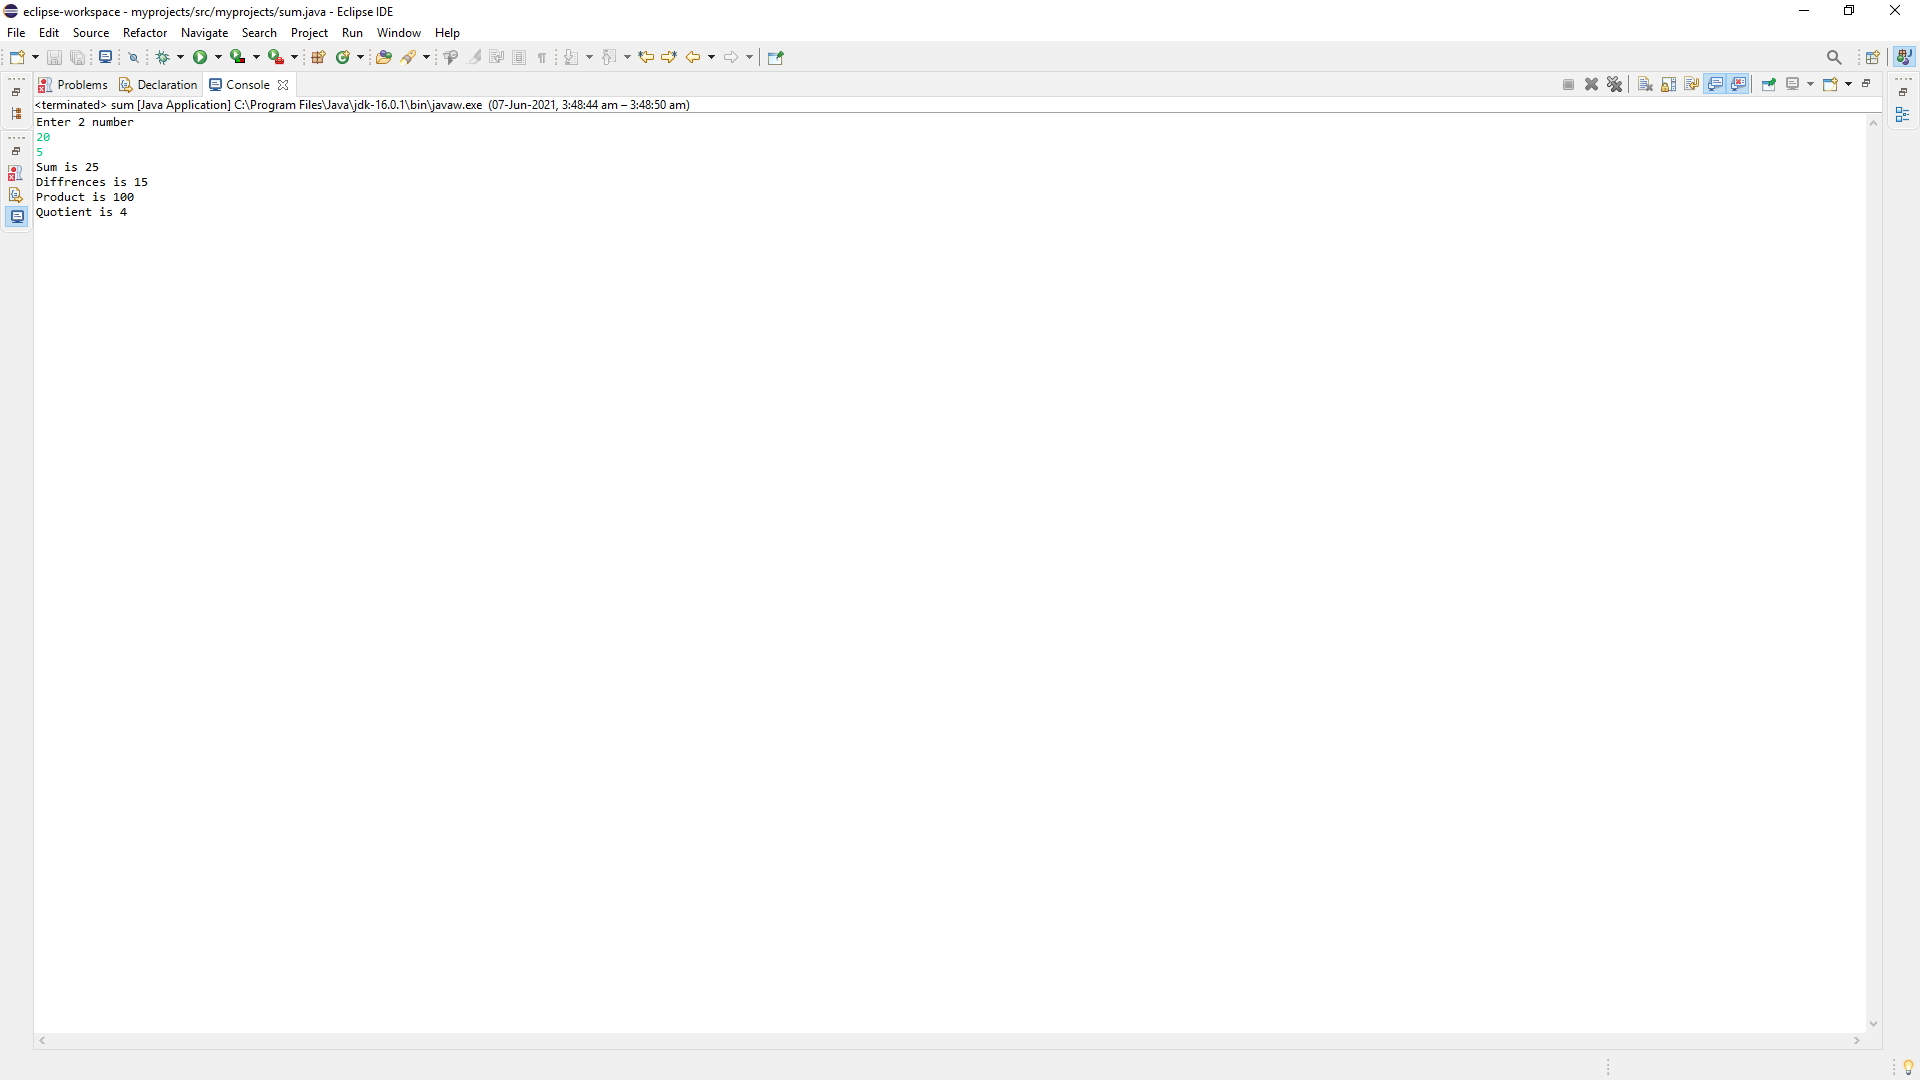 eclipse-workspace - myprojects/src/myprojects/sum.java - Eclipse IDE
File Edit Source Refactor Navigate Search Project Run Window Help
Problems Declaration Console
<terminated> sum [Java Application] C:\Program Files\Java\jdk-16.0.1\bin\javaw.exe (07-Jun-2021, 3:48:44 am – 3:48:50 am)
Enter 2 number
20
5
Sum is 25
Diffrences is 15
Product is 100
Quotient is 4